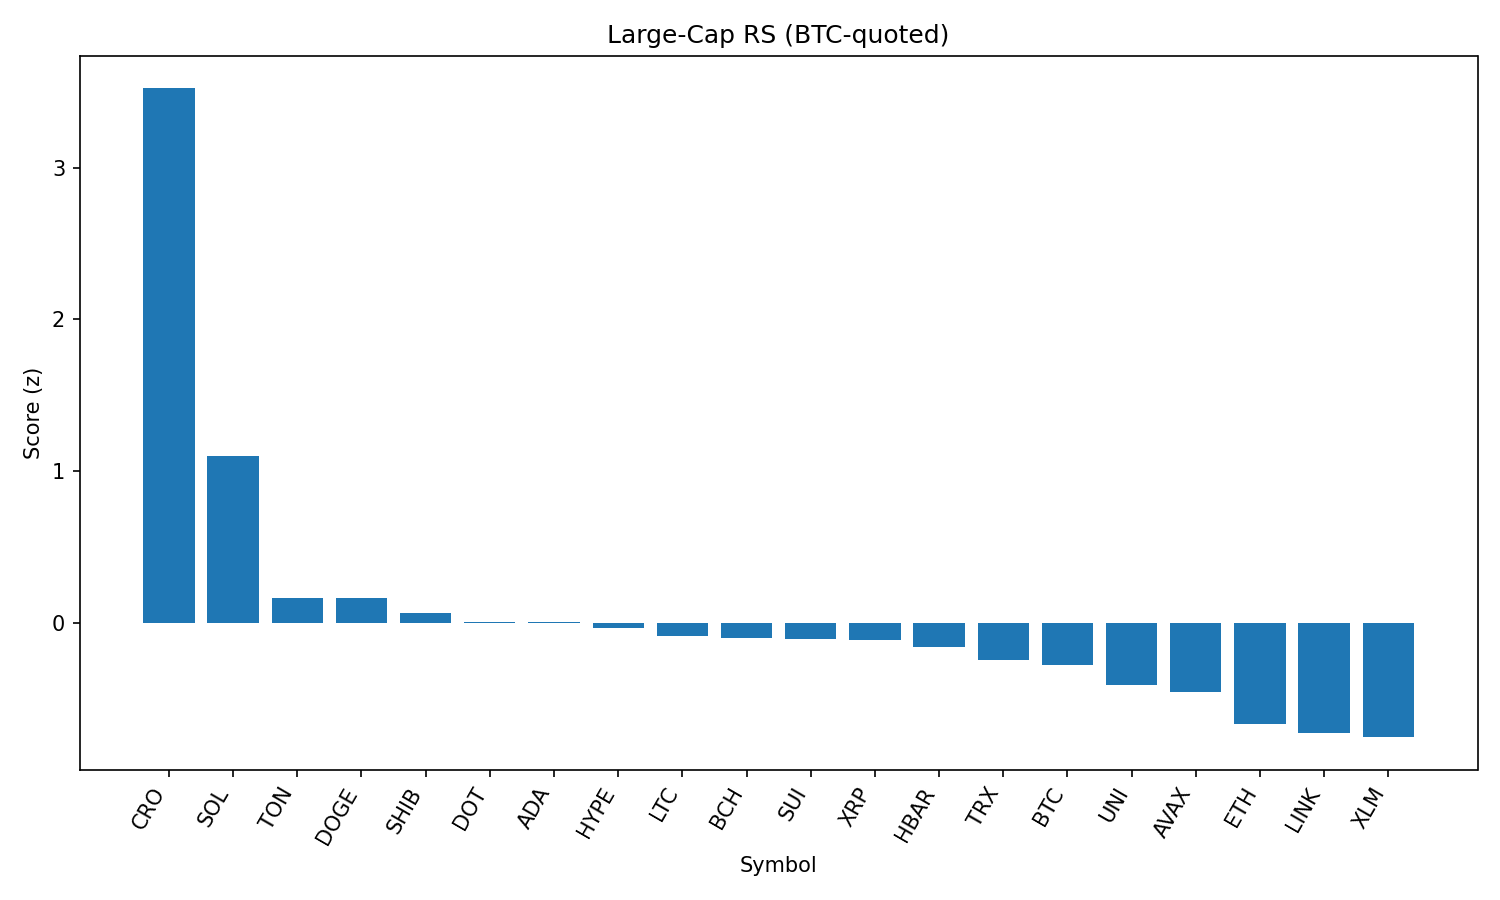 Large-Cap RS (BTC-quoted)
Score (z)
3
2
1
0
CRO
SOL
TON
DOGE
SHIB
DOT
ADA
HYPE
LTC
BCH
SUI
XRP
HBAR
TRX
BTC
UNI
AVAX
ETH
LINK
XLM
Symbol